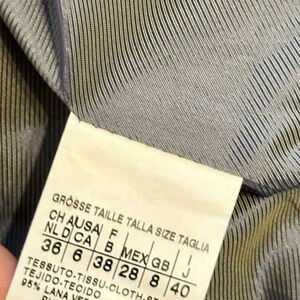 GRÖSSE TAILLE TALLA SIZE TAGLIA
CH A USA F I I I
NL D CA B MEX GB J
36 6 38 28 8 40
TESSUTO-TISSU-CLOTH-
TEJIDO-TECIDO
95% LANA